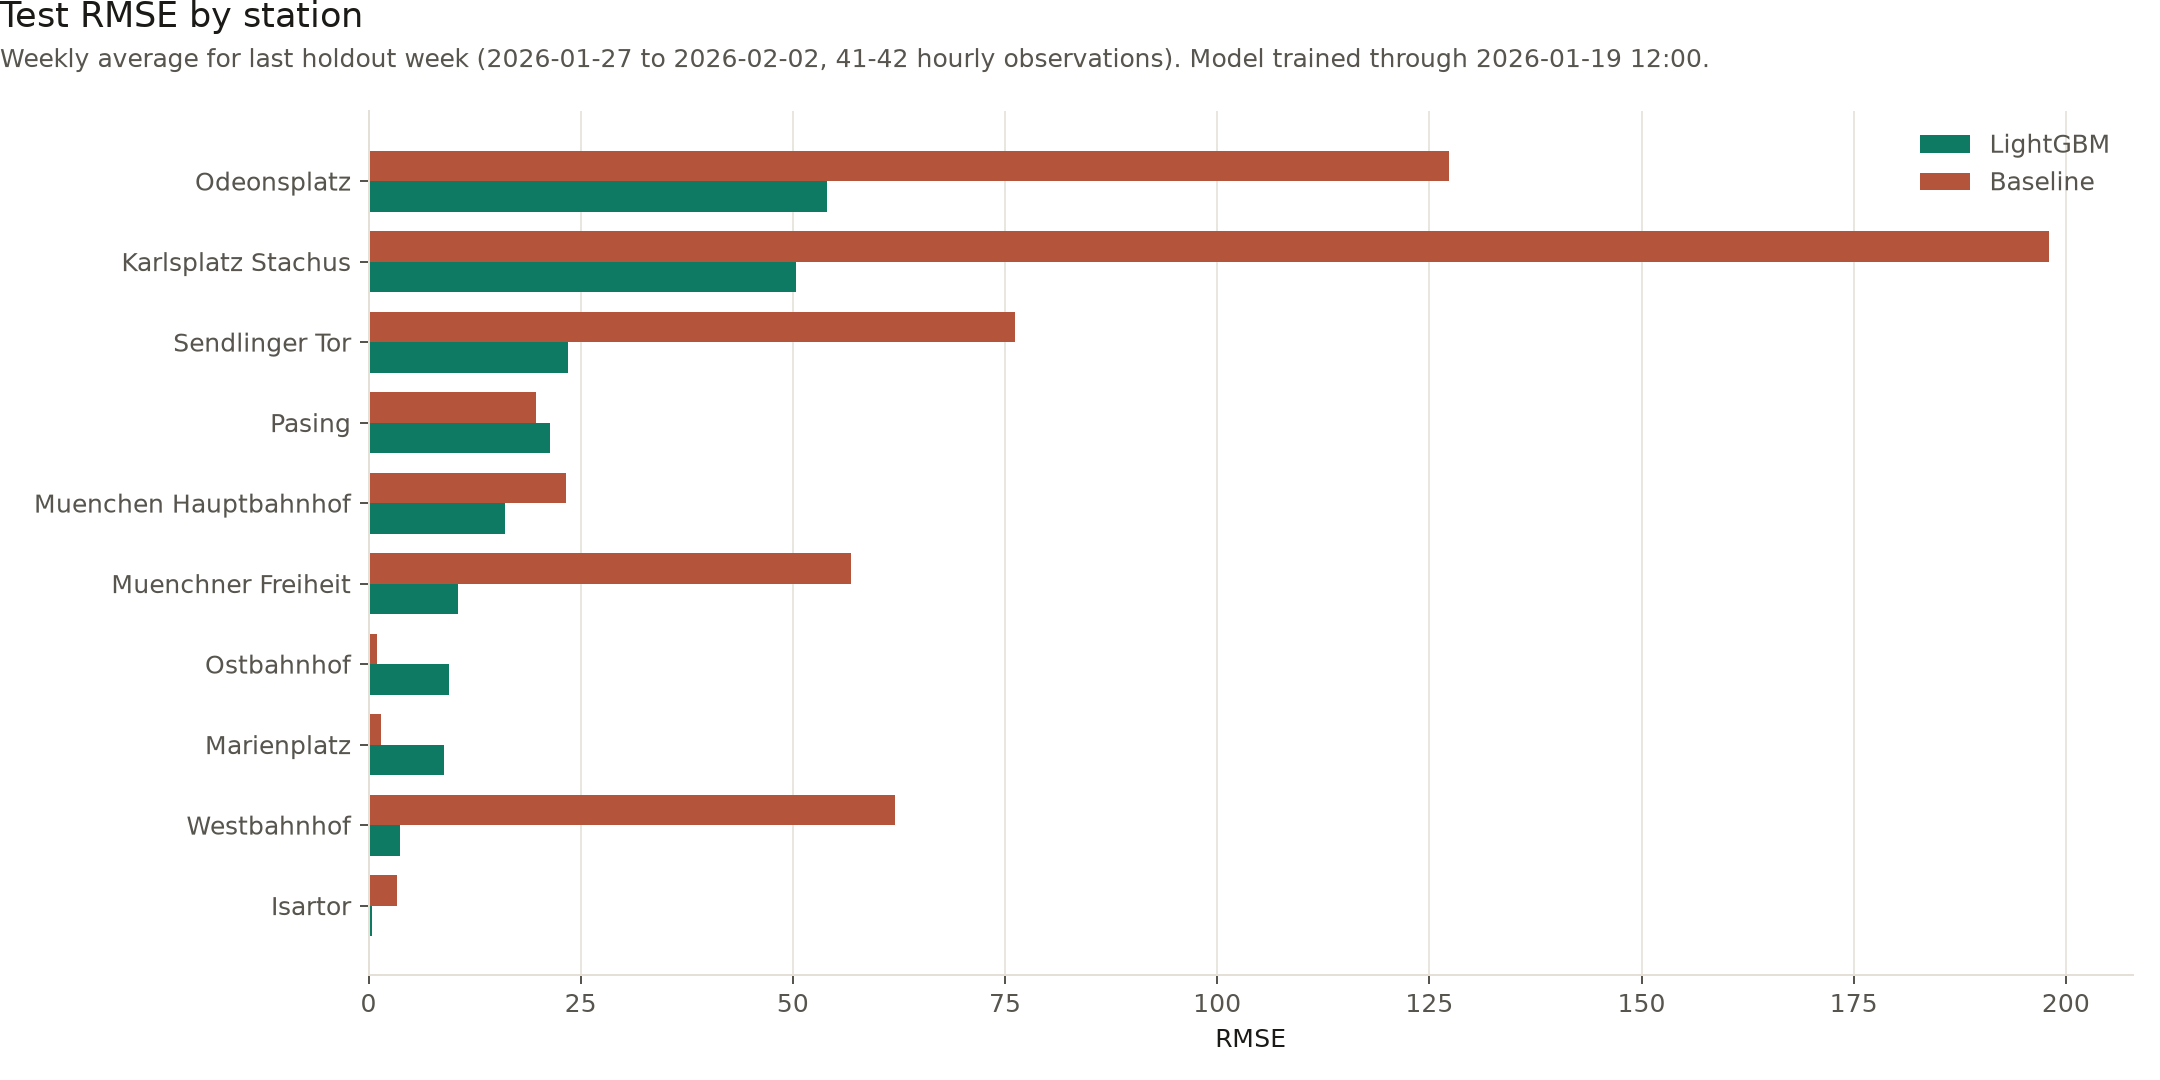 Test RMSE by station
Weekly average for last holdout week (2026-01-27 to 2026-02-02, 41-42 hourly observations). Model trained through 2026-01-19 12:00.
LightGBM
Baseline
Odeonsplatz
Karlsplatz Stachus
Sendlinger Tor
Pasing
Muenchen Hauptbahnhof
Muenchner Freiheit
Ostbahnhof
Marienplatz
Westbahnhof
Isartor
0 25 50 75 100 125 150 175 200
RMSE